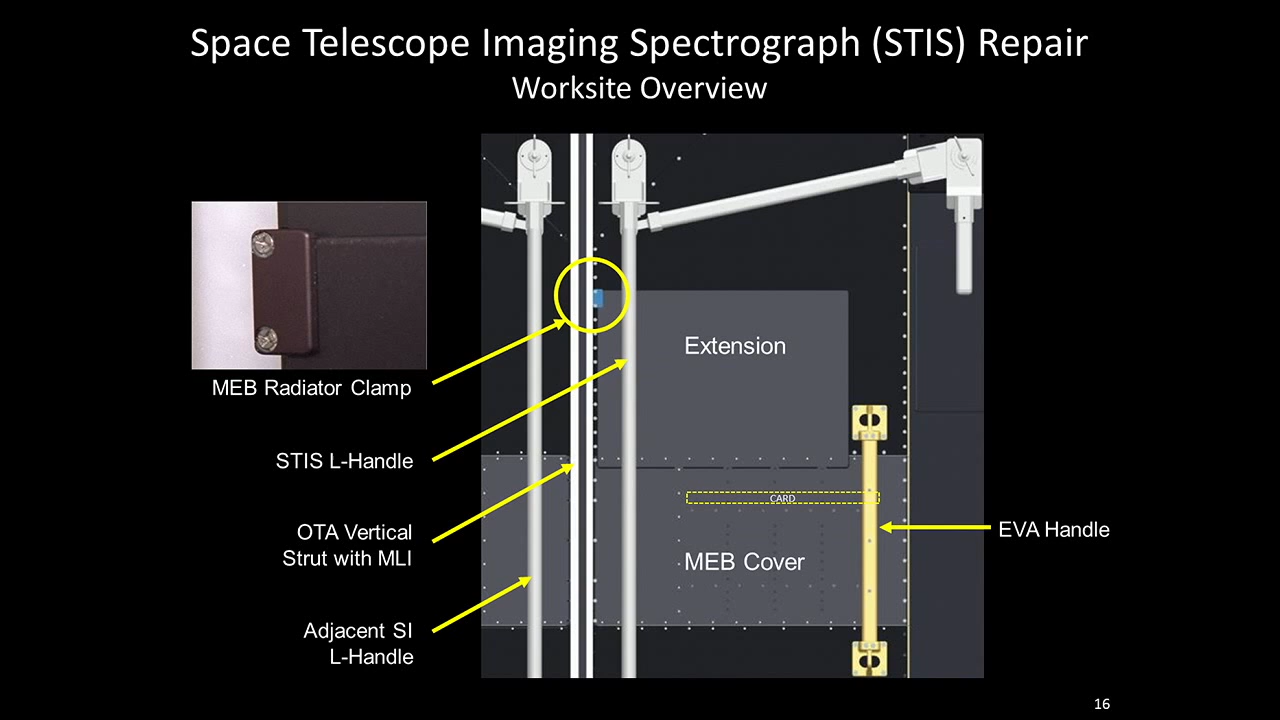 Space Telescope Imaging Spectrograph (STIS) Repair
Worksite Overview
MEB Radiator Clamp
STIS L-Handle
OTA Vertical
Strut with MLI
Adjacent SI
L-Handle
Extension
CARD
MEB Cover
EVA Handle
16